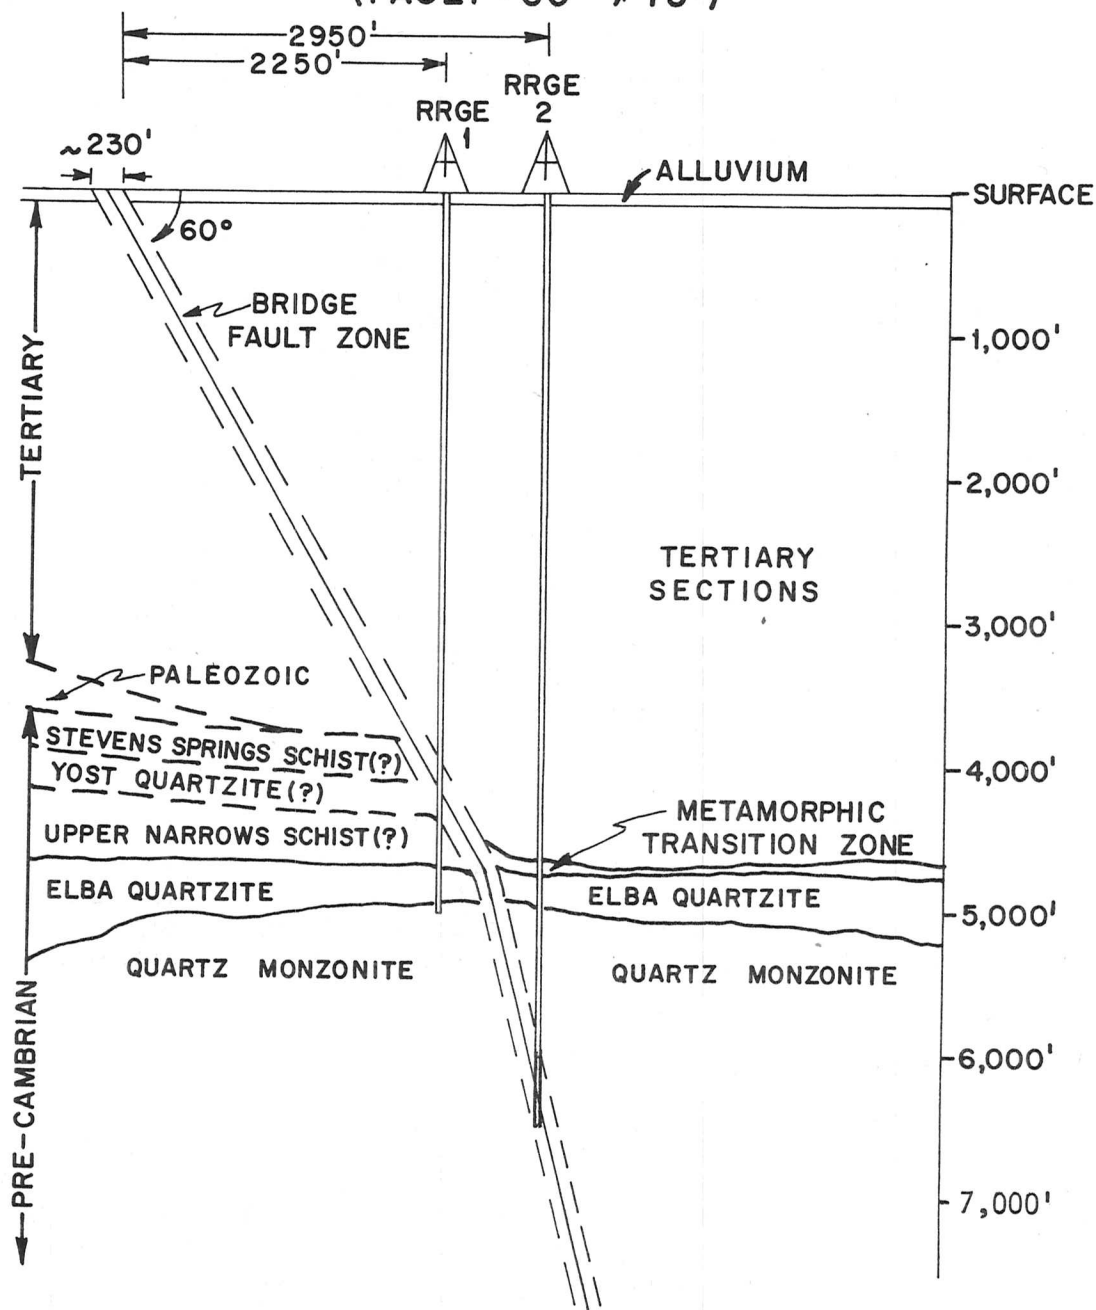 (FAULT
2950'
2250'
RRGE
1
RRGE
2
~230'
ALLUVIUM
SURFACE
60°
BRIDGE
FAULT ZONE
1,000'
TERTIARY
2,000'
TERTIARY
SECTIONS
3,000'
PALEOZOIC
STEVENS SPRINGS SCHIST(?)
YOST QUARTZITE(?)
4,000'
UPPER NARROWS SCHIST(?)
METAMORPHIC
TRANSITION ZONE
ELBA QUARTZITE
ELBA QUARTZITE
5,000'
QUARTZ MONZONITE
QUARTZ MONZONITE
PRE-CAMBRIAN
6,000'
7,000'